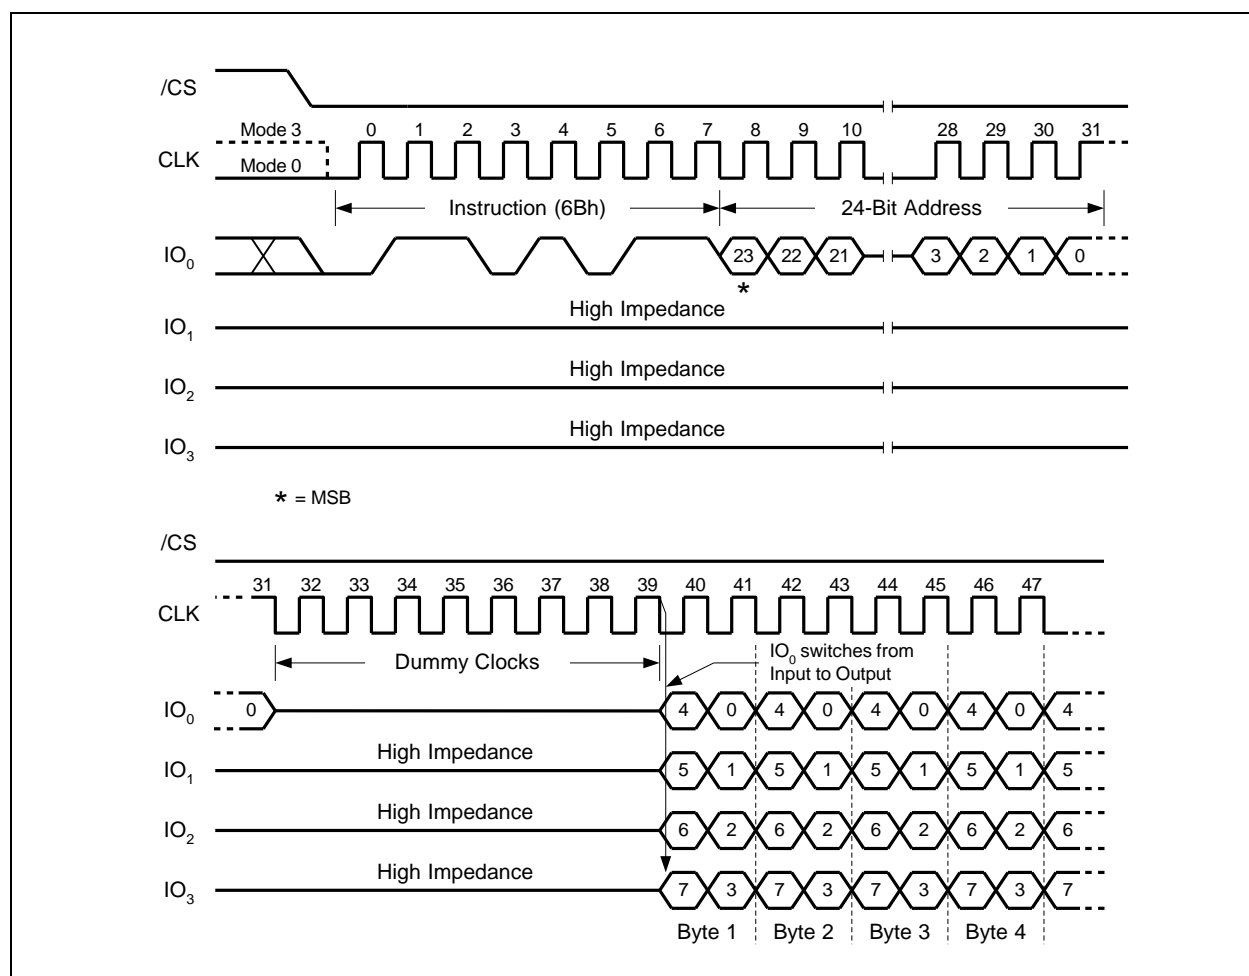 /CS
Mode 3 0 1 2 3 4 5 6 7 8 9 10 28 29 30 31
CLK
Mode 0
Instruction (6Bh) 24-Bit Address
IO0 23 22 21 3 2 1 0
*
High Impedance
IO1
High Impedance
IO2
High Impedance
IO3
* = MSB
/CS
31 32 33 34 35 36 37 38 39 40 41 42 43 44 45 46 47
CLK
Dummy Clocks
IO0 switches from
Input to Output
IO0 0 4 0 4 0 4 0 4 0 4
High Impedance
IO1 5 1 5 1 5 1 5 1 5
High Impedance
IO2 6 2 6 2 6 2 6 2 6
High Impedance
IO3 7 3 7 3 7 3 7 3 7
Byte 1 Byte 2 Byte 3 Byte 4